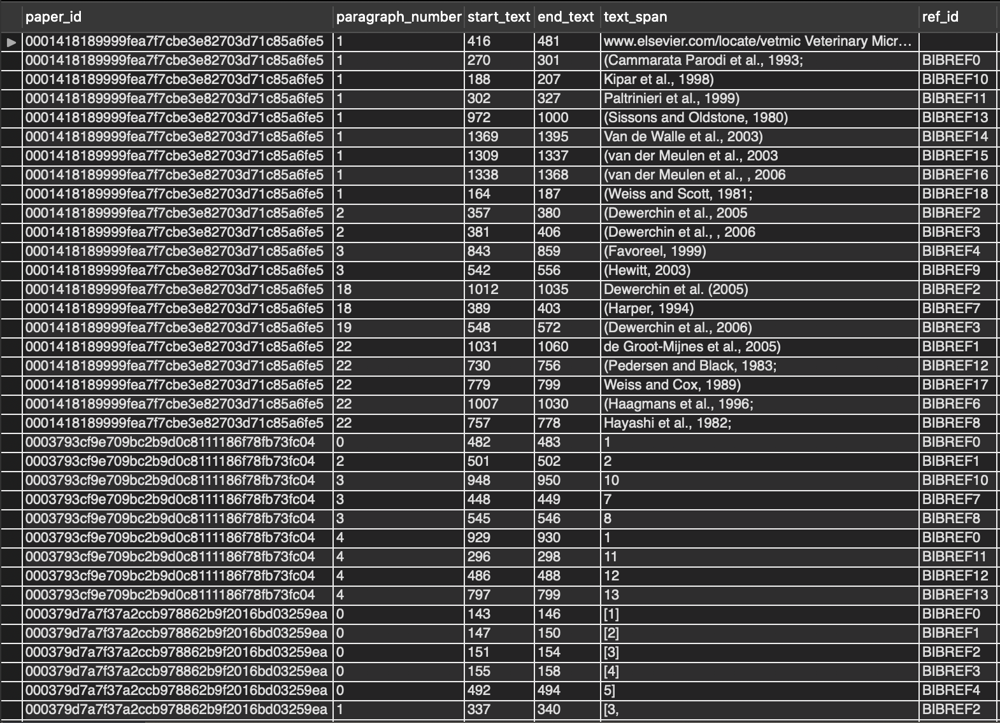 paper_id paragraph_number start_text end_text text_span ref_id
0001418189999fea7f7cbe3e82703d71c85a6fe5 1 416 481 www.elsevier.com/locate/vetmic Veterinary Micr...
0001418189999fea7f7cbe3e82703d71c85a6fe5 1 270 301 (Cammarata Parodi et al., 1993; BIBREF0
0001418189999fea7f7cbe3e82703d71c85a6fe5 1 188 207 Kipar et al., 1998) BIBREF10
0001418189999fea7f7cbe3e82703d71c85a6fe5 1 302 327 Paltrinieri et al., 1999) BIBREF11
0001418189999fea7f7cbe3e82703d71c85a6fe5 1 972 1000 (Sissons and Oldstone, 1980) BIBREF13
0001418189999fea7f7cbe3e82703d71c85a6fe5 1 1369 1395 Van de Walle et al., 2003) BIBREF14
0001418189999fea7f7cbe3e82703d71c85a6fe5 1 1309 1337 (van der Meulen et al., 2003 BIBREF15
0001418189999fea7f7cbe3e82703d71c85a6fe5 1 1338 1368 (van der Meulen et al., , 2006 BIBREF16
0001418189999fea7f7cbe3e82703d71c85a6fe5 1 164 187 (Weiss and Scott, 1981; BIBREF18
0001418189999fea7f7cbe3e82703d71c85a6fe5 2 357 380 (Dewerchin et al., 2005 BIBREF2
0001418189999fea7f7cbe3e82703d71c85a6fe5 2 381 406 (Dewerchin et al., , 2006 BIBREF3
0001418189999fea7f7cbe3e82703d71c85a6fe5 3 843 859 (Favoreel, 1999) BIBREF4
0001418189999fea7f7cbe3e82703d71c85a6fe5 3 542 556 (Hewitt, 2003) BIBREF9
0001418189999fea7f7cbe3e82703d71c85a6fe5 18 1012 1035 Dewerchin et al. (2005) BIBREF2
0001418189999fea7f7cbe3e82703d71c85a6fe5 18 389 403 (Harper, 1994) BIBREF7
0001418189999fea7f7cbe3e82703d71c85a6fe5 19 548 572 (Dewerchin et al., 2006) BIBREF3
0001418189999fea7f7cbe3e82703d71c85a6fe5 22 1031 1060 de Groot-Mijnes et al., 2005) BIBREF1
0001418189999fea7f7cbe3e82703d71c85a6fe5 22 730 756 (Pedersen and Black, 1983; BIBREF12
0001418189999fea7f7cbe3e82703d71c85a6fe5 22 779 799 Weiss and Cox, 1989) BIBREF17
0001418189999fea7f7cbe3e82703d71c85a6fe5 22 1007 1030 (Haagmans et al., 1996; BIBREF6
0001418189999fea7f7cbe3e82703d71c85a6fe5 22 757 778 Hayashi et al., 1982; BIBREF8
0003793cf9e709bc2b9d0c8111186f78fb73fc04 0 482 483 1 BIBREF0
0003793cf9e709bc2b9d0c8111186f78fb73fc04 2 501 502 2 BIBREF1
0003793cf9e709bc2b9d0c8111186f78fb73fc04 3 948 950 10 BIBREF10
0003793cf9e709bc2b9d0c8111186f78fb73fc04 3 448 449 7 BIBREF7
0003793cf9e709bc2b9d0c8111186f78fb73fc04 3 545 546 8 BIBREF8
0003793cf9e709bc2b9d0c8111186f78fb73fc04 4 929 930 1 BIBREF0
0003793cf9e709bc2b9d0c8111186f78fb73fc04 4 296 298 11 BIBREF11
0003793cf9e709bc2b9d0c8111186f78fb73fc04 4 486 488 12 BIBREF12
0003793cf9e709bc2b9d0c8111186f78fb73fc04 4 797 799 13 BIBREF13
000379d7a7f37a2ccb978862b9f2016bd03259ea 0 143 146 [1] BIBREF0
000379d7a7f37a2ccb978862b9f2016bd03259ea 0 147 150 [2] BIBREF1
000379d7a7f37a2ccb978862b9f2016bd03259ea 0 151 154 [3] BIBREF2
000379d7a7f37a2ccb978862b9f2016bd03259ea 0 155 158 [4] BIBREF3
000379d7a7f37a2ccb978862b9f2016bd03259ea 0 492 494 5] BIBREF4
000379d7a7f37a2ccb978862b9f2016bd03259ea 1 337 340 [3, BIBREF2